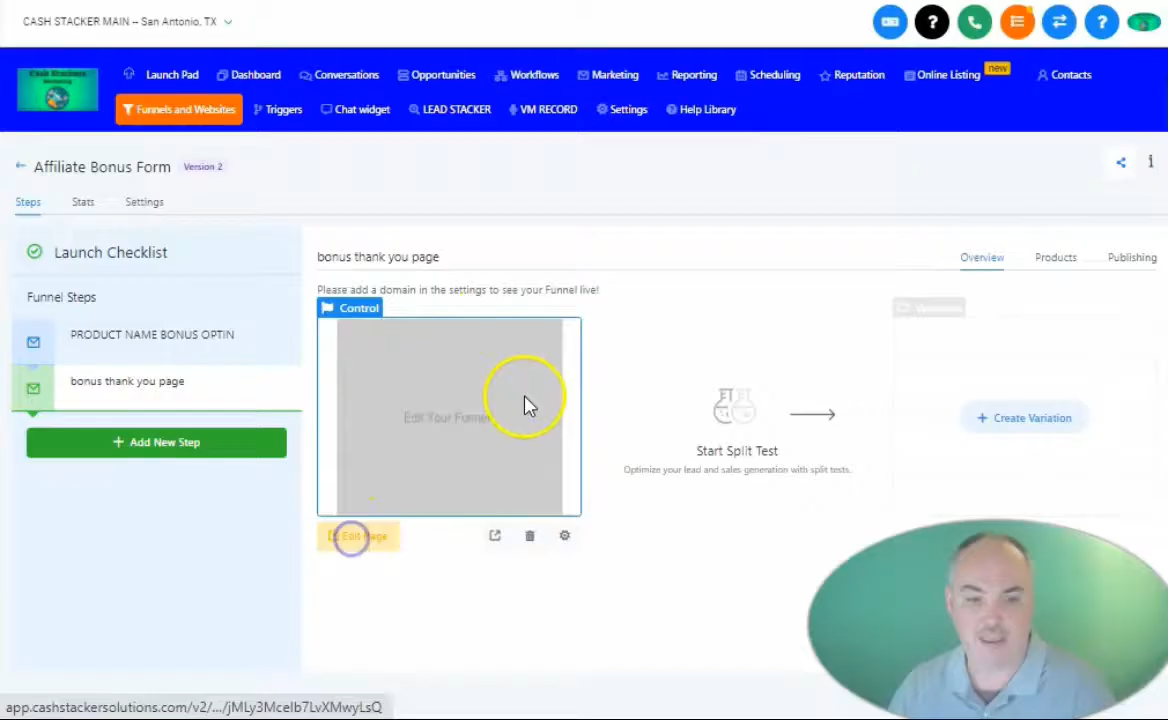 CASH STACKER MAIN -- San Antonio, TX
Launch Pad
Dashboard
Conversations
Opportunities
Workflows
Marketing
Reporting
Scheduling
Reputation
Online Listing
new
Contacts
Funnels and Websites
Triggers
Chat widget
LEAD STACKER
VM RECORD
Settings
Help Library
Affiliate Bonus Form
Version 2
Steps
Stats
Settings
Launch Checklist
bonus thank you page
Overview
Products
Publishing
Please add a domain in the settings to see your Funnel live!
Funnel Steps
Control
PRODUCT NAME BONUS OPTIN
bonus thank you page
Edit Your Funnel
Add New Step
Start Split Test
Optimize your lead and sales generation with split tests.
Create Variation
Edit Page
app.cashstackersolutions.com/v2/.../